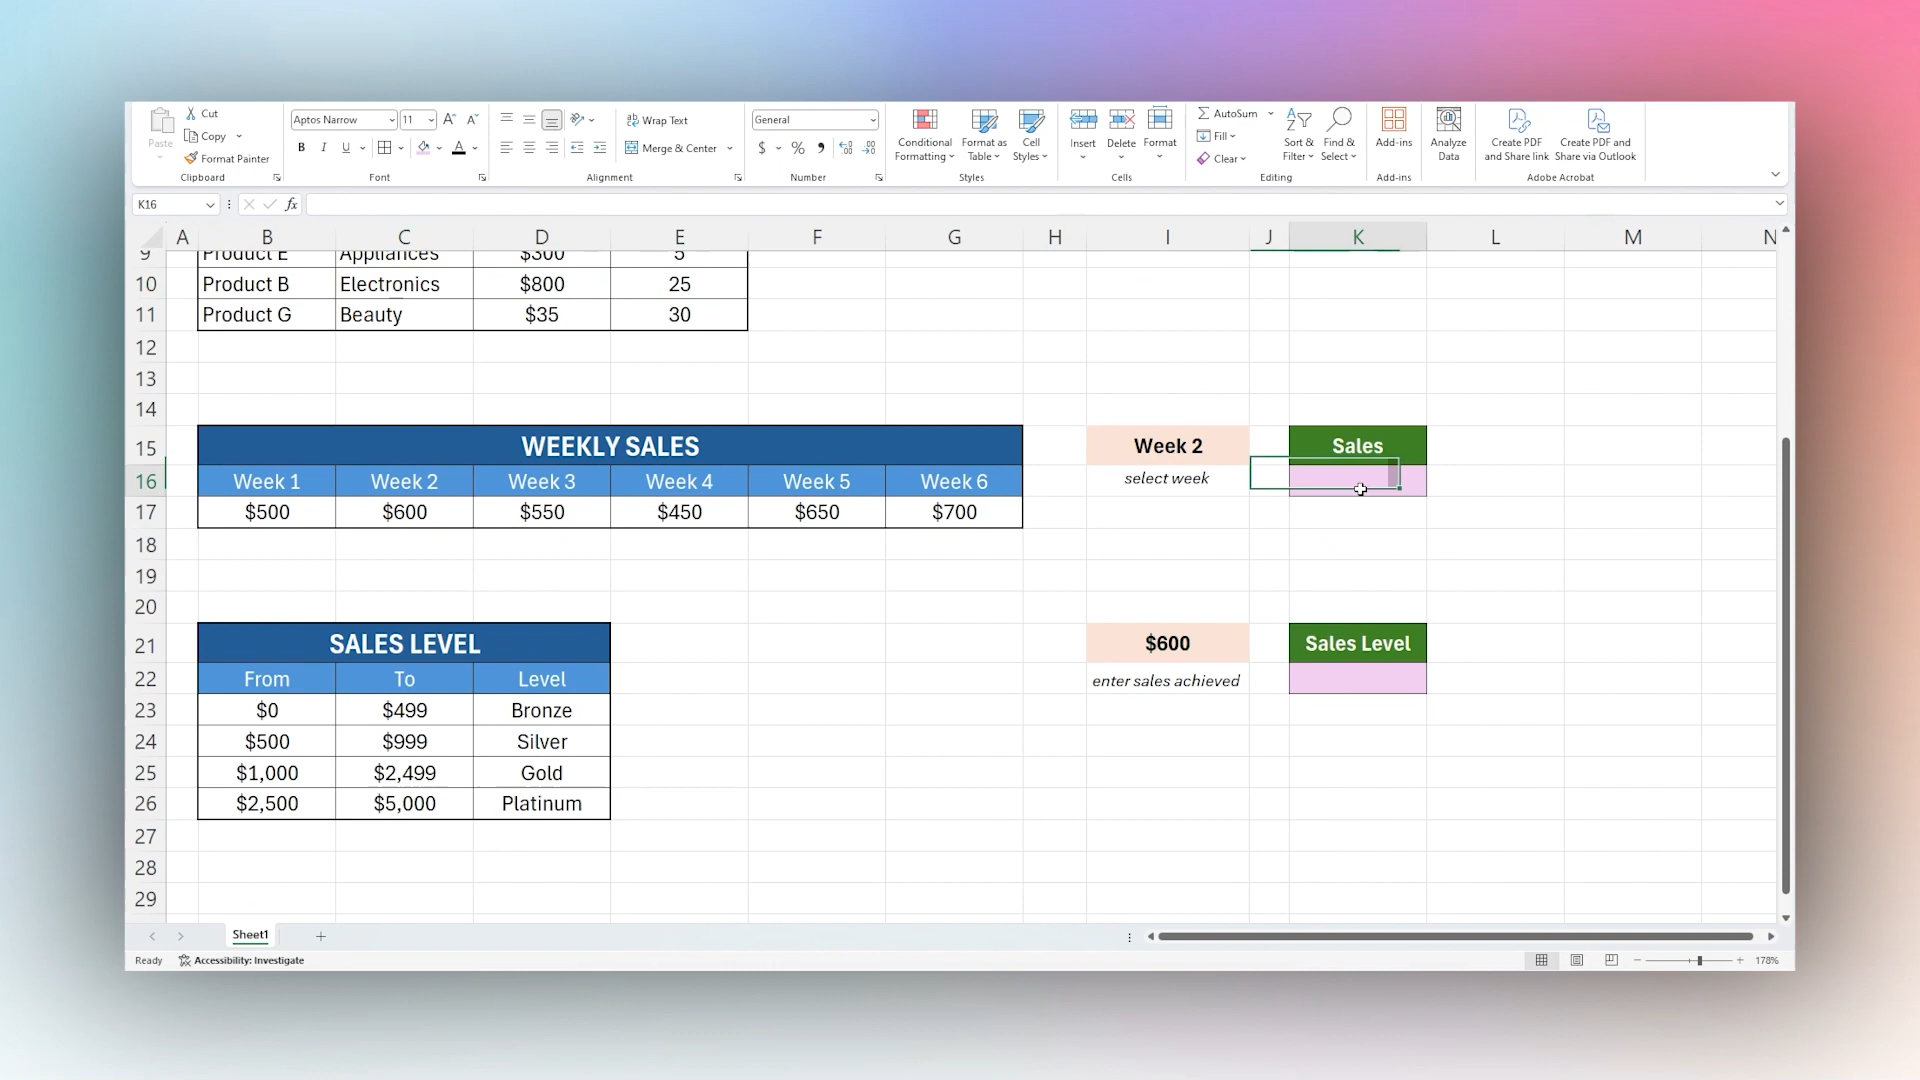 Cut
Copy
Paste
Format Painter
Clipboard
Aptos Narrow 11 A A
B I U A
Font
Wrap Text
Merge & Center
Alignment
General
$ % ,
Number
Conditional Formatting
Format as Table
Cell Styles
Styles
Insert Delete Format
Cells
AutoSum
Fill
Clear
Sort & Filter
Find & Select
Editing
Add-ins
Add-ins
Analyze Data
Create PDF and Share link
Create PDF and Share via Outlook
Adobe Acrobat
K16 fx
A B C D E F G H I J K L M N
9 Product E Appliances $300 5
10 Product B Electronics $800 25
11 Product G Beauty $35 30
12
13
14
15 WEEKLY SALES Week 2 Sales
16 Week 1 Week 2 Week 3 Week 4 Week 5 Week 6 select week
17 $500 $600 $550 $450 $650 $700
18
19
20
21 SALES LEVEL $600 Sales Level
22 From To Level enter sales achieved
23 $0 $499 Bronze
24 $500 $999 Silver
25 $1,000 $2,499 Gold
26 $2,500 $5,000 Platinum
27
28
29
Sheet1
Ready Accessibility: Investigate 178%